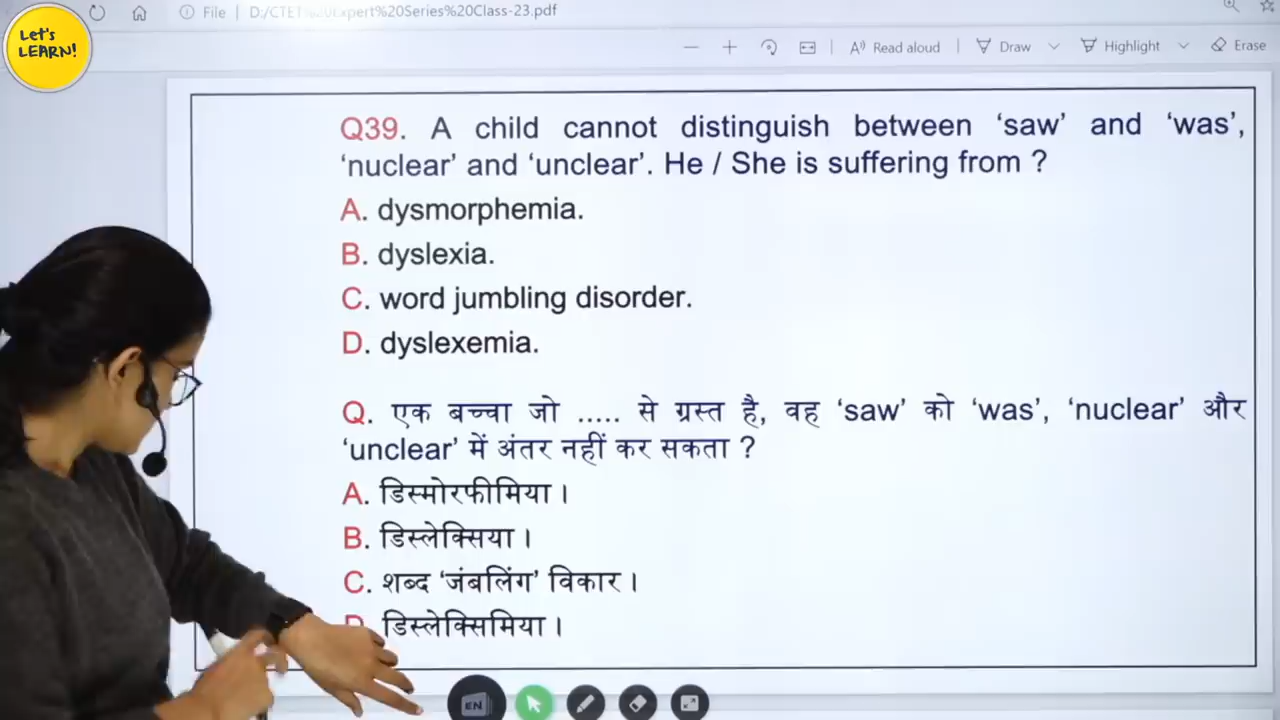 Let's
LEARN!
File | D:/CTET%20Expert%20Series%20Class-23.pdf
Read aloud | Draw Highlight Erase
Q39. A child cannot distinguish between ‘saw’ and ‘was’,
‘nuclear’ and ‘unclear’. He / She is suffering from ?
A. dysmorphemia.
B. dyslexia.
C. word jumbling disorder.
D. dyslexemia.
Q. एक बच्चा जो ..... से ग्रस्त है, वह ‘saw’ को ‘was’, ‘nuclear’ और
‘unclear’ में अंतर नहीं कर सकता ?
A. डिस्मोरफीमिया।
B. डिस्लेक्सिया।
C. शब्द ‘जंबलिंग’ विकार।
D. डिस्लेक्सिमिया।
EN